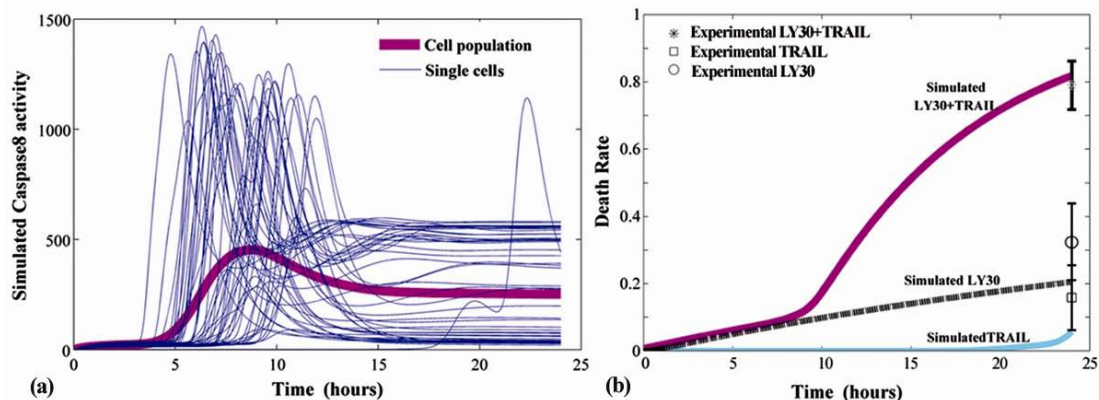 1500
1000
500
0
0
5
10
15
20
25
Simulated Caspase8 activity
Time (hours)
Cell population
Single cells
(a)
1
0.8
0.6
0.4
0.2
0
0
5
10
15
20
25
Death Rate
Time (hours)
Experimental LY30+TRAIL
Experimental TRAIL
Experimental LY30
Simulated
LY30+TRAIL
Simulated LY30
SimulatedTRAIL
(b)